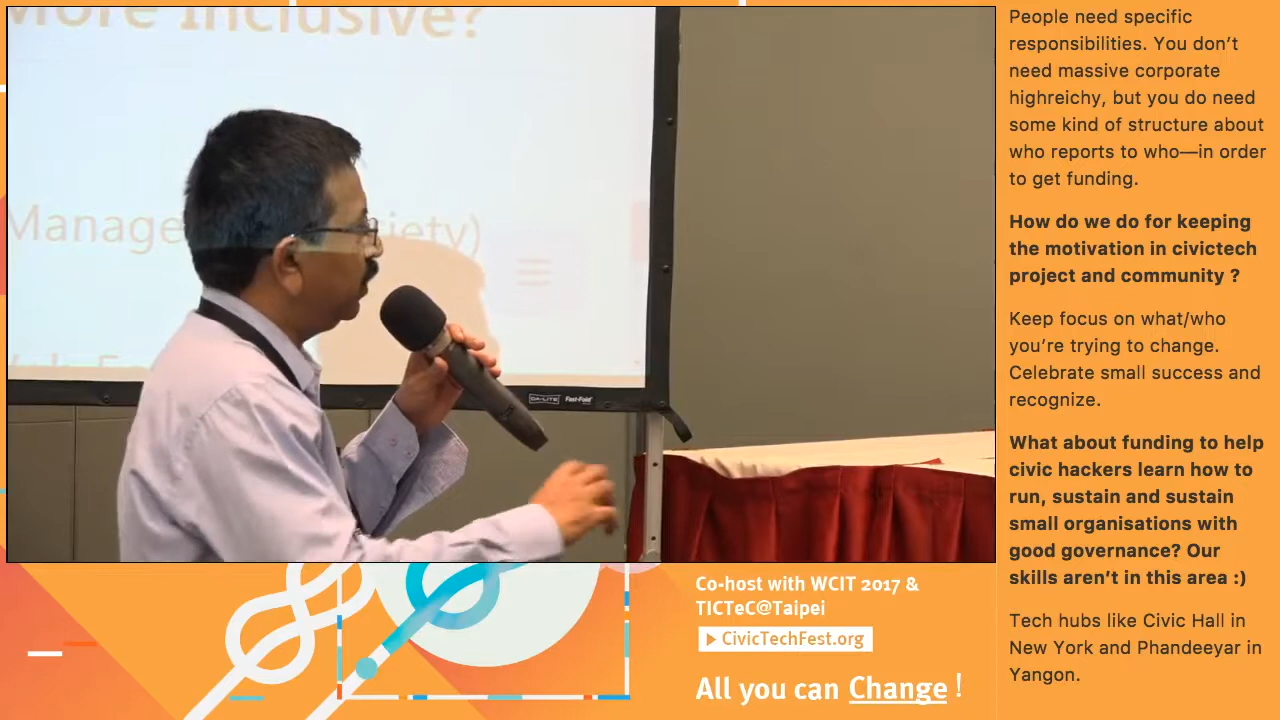 More Inclusive?
Manage
iety)
DA-LITE Fast-Fold
People need specific
responsibilities. You don't
need massive corporate
highreichy, but you do need
some kind of structure about
who reports to who—in order
to get funding.
How do we do for keeping
the motivation in civictech
project and community ?
Keep focus on what/who
you're trying to change.
Celebrate small success and
recognize.
What about funding to help
civic hackers learn how to
run, sustain and sustain
small organisations with
good governance? Our
skills aren't in this area :)
Tech hubs like Civic Hall in
New York and Phandeeyar in
Yangon.
Co-host with WCIT 2017 &
TICTeC@Taipei
CivicTechFest.org
All you can Change !